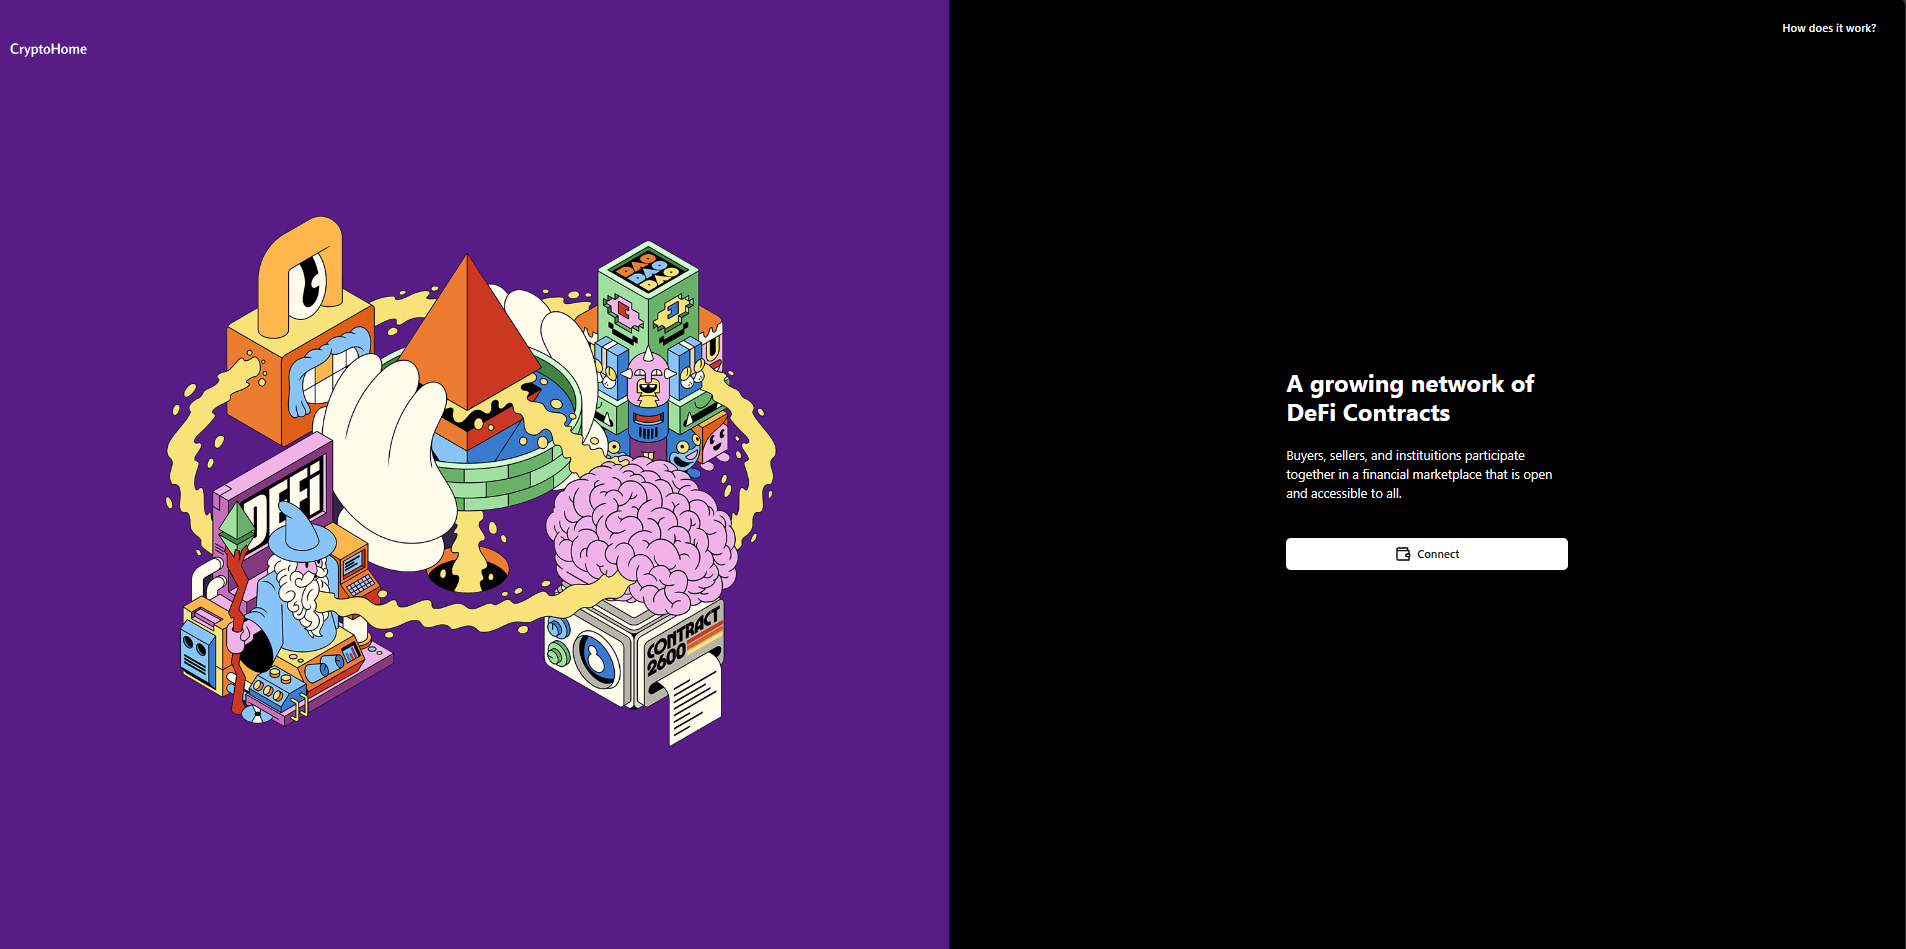 CryptoHome
How does it work?
DAO
DAO
DAO
DEFi
CONTRACT
2600
A growing network of
DeFi Contracts
Buyers, sellers, and instituitions participate
together in a financial marketplace that is open
and accessible to all.
Connect